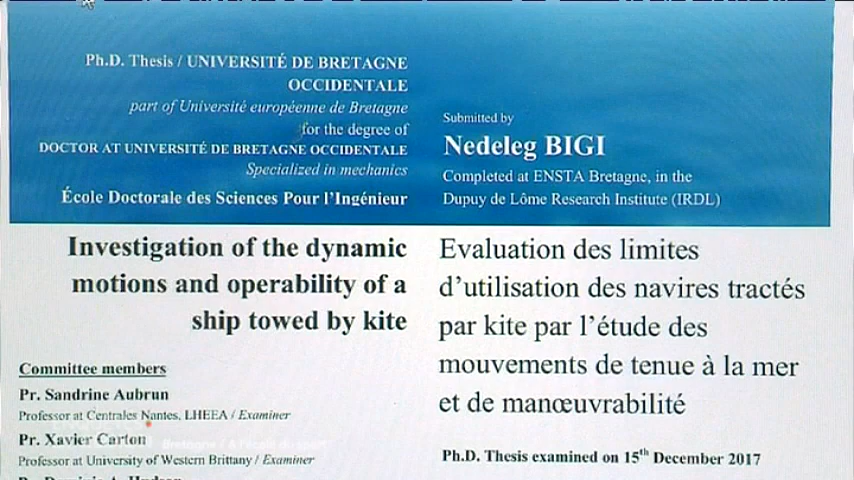 Ph.D. Thesis / UNIVERSITÉ DE BRETAGNE
OCCIDENTALE
part of Université européenne de Bretagne
for the degree of
DOCTOR AT UNIVERSITÉ DE BRETAGNE OCCIDENTALE
Specialized in mechanics
École Doctorale des Sciences Pour l'Ingénieur
Submitted by
Nedeleg BIGI
Completed at ENSTA Bretagne, in the
Dupuy de Lôme Research Institute (IRDL)
Investigation of the dynamic
motions and operability of a
ship towed by kite
Evaluation des limites
d'utilisation des navires tractés
par kite par l'étude des
mouvements de tenue à la mer
et de manœuvrabilité
Committee members
Pr. Sandrine Aubrun
Professor at Centrales Nantes, LHEEA / Examiner
Pr. Xavier Carton
Professor at University of Western Brittany / Examiner
Ph.D. Thesis examined on 15th December 2017